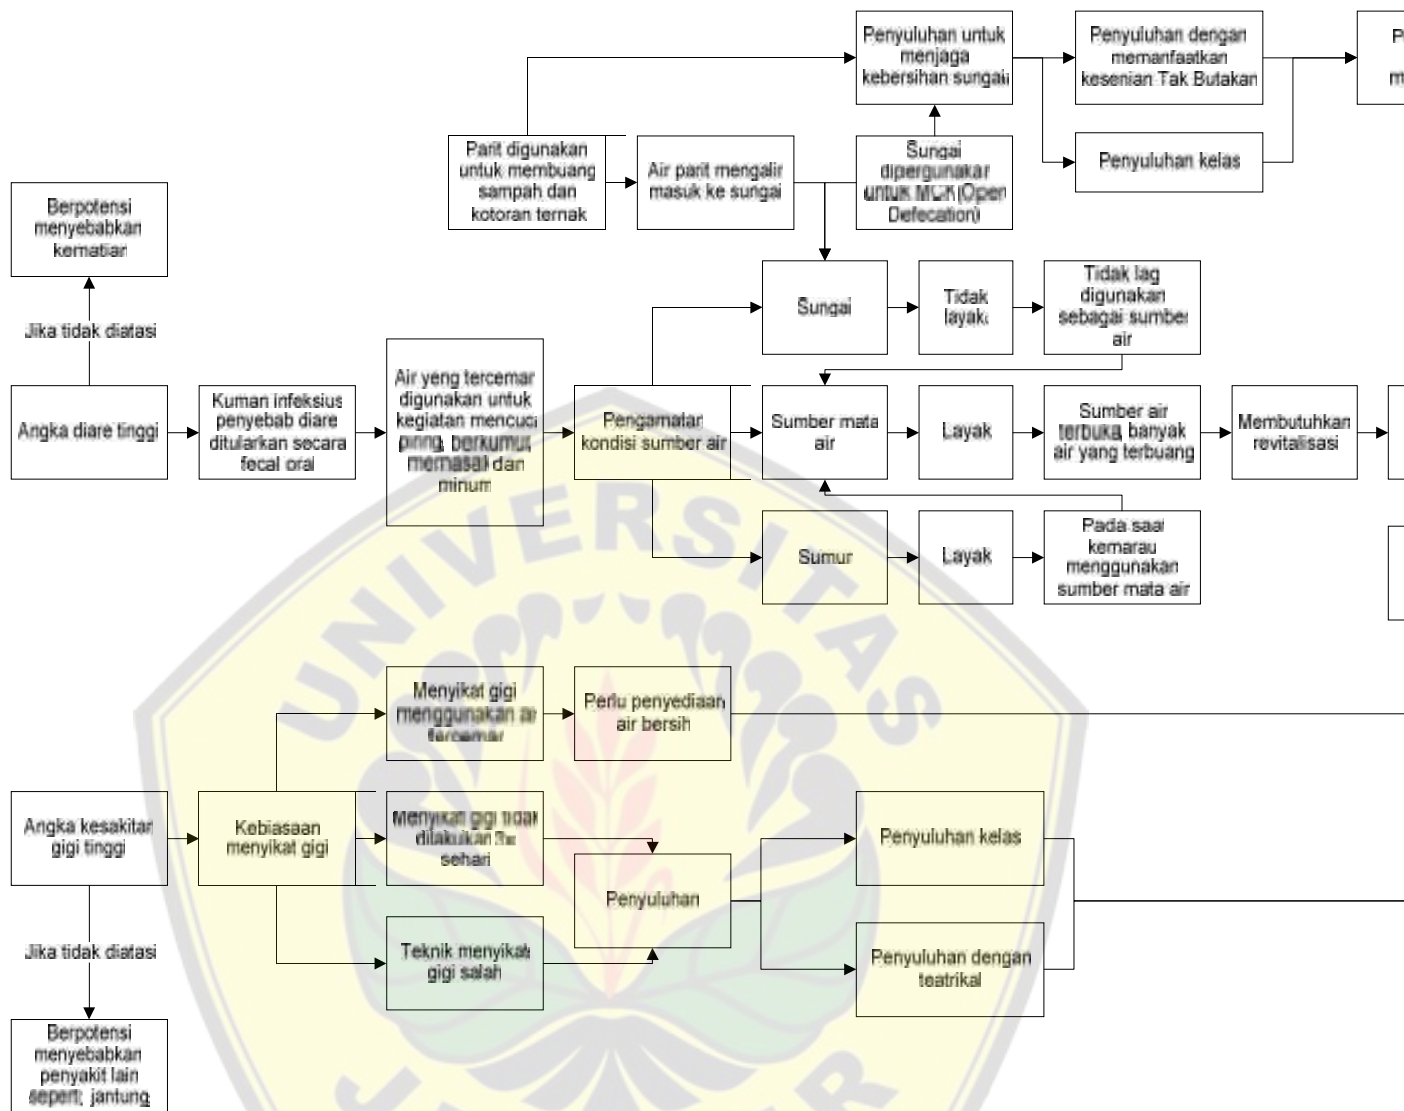 Penyuluhan untuk
menjaga
kebersihan sungai
Penyuluhan dengan
memanfaatkan
kesenian Tak Butakan
Parit digunakan
untuk membuang
sampah dan
kotoran ternak
Air parit mengalir
masuk ke sungai
Sungai
dipergunakan
untuk MCK (Open
Defecation)
Penyuluhan kelas
Berpotensi
menyebabkan
kematian
Jika tidak diatasi
Angka diare tinggi
Kuman infeksius
penyebab diare
ditularkan secara
fecal oral
Air yeng tercemar
digunakan untuk
kegiatan mencuci
piring, berkumur,
memasak dan
minum
Pengamatan
kondisi sumber air
Sungai
Tidak
layak
Tidak lag
digunakan
sebagai sumber
air
Sumber mata
air
Layak
Sumber air
terbuka, banyak
air yang terbuang
Membutuhkan
revitalisasi
Sumur
Layak
Pada saat
kemarau
menggunakan
sumber mata air
Menyikat gigi
menggunakan air
tercemar
Perlu penyediaan
air bersih
Angka kesakitan
gigi tinggi
Kebiasaan
menyikat gigi
Menyikat gigi tidak
dilakukan
sehari
Penyuluhan
Penyuluhan kelas
Teknik menyikat
gigi salah
Penyuluhan dengan
teatrikal
Jika tidak diatasi
Berpotensi
menyebabkan
penyakit lain
seperti jantung
UNIVERSITAS